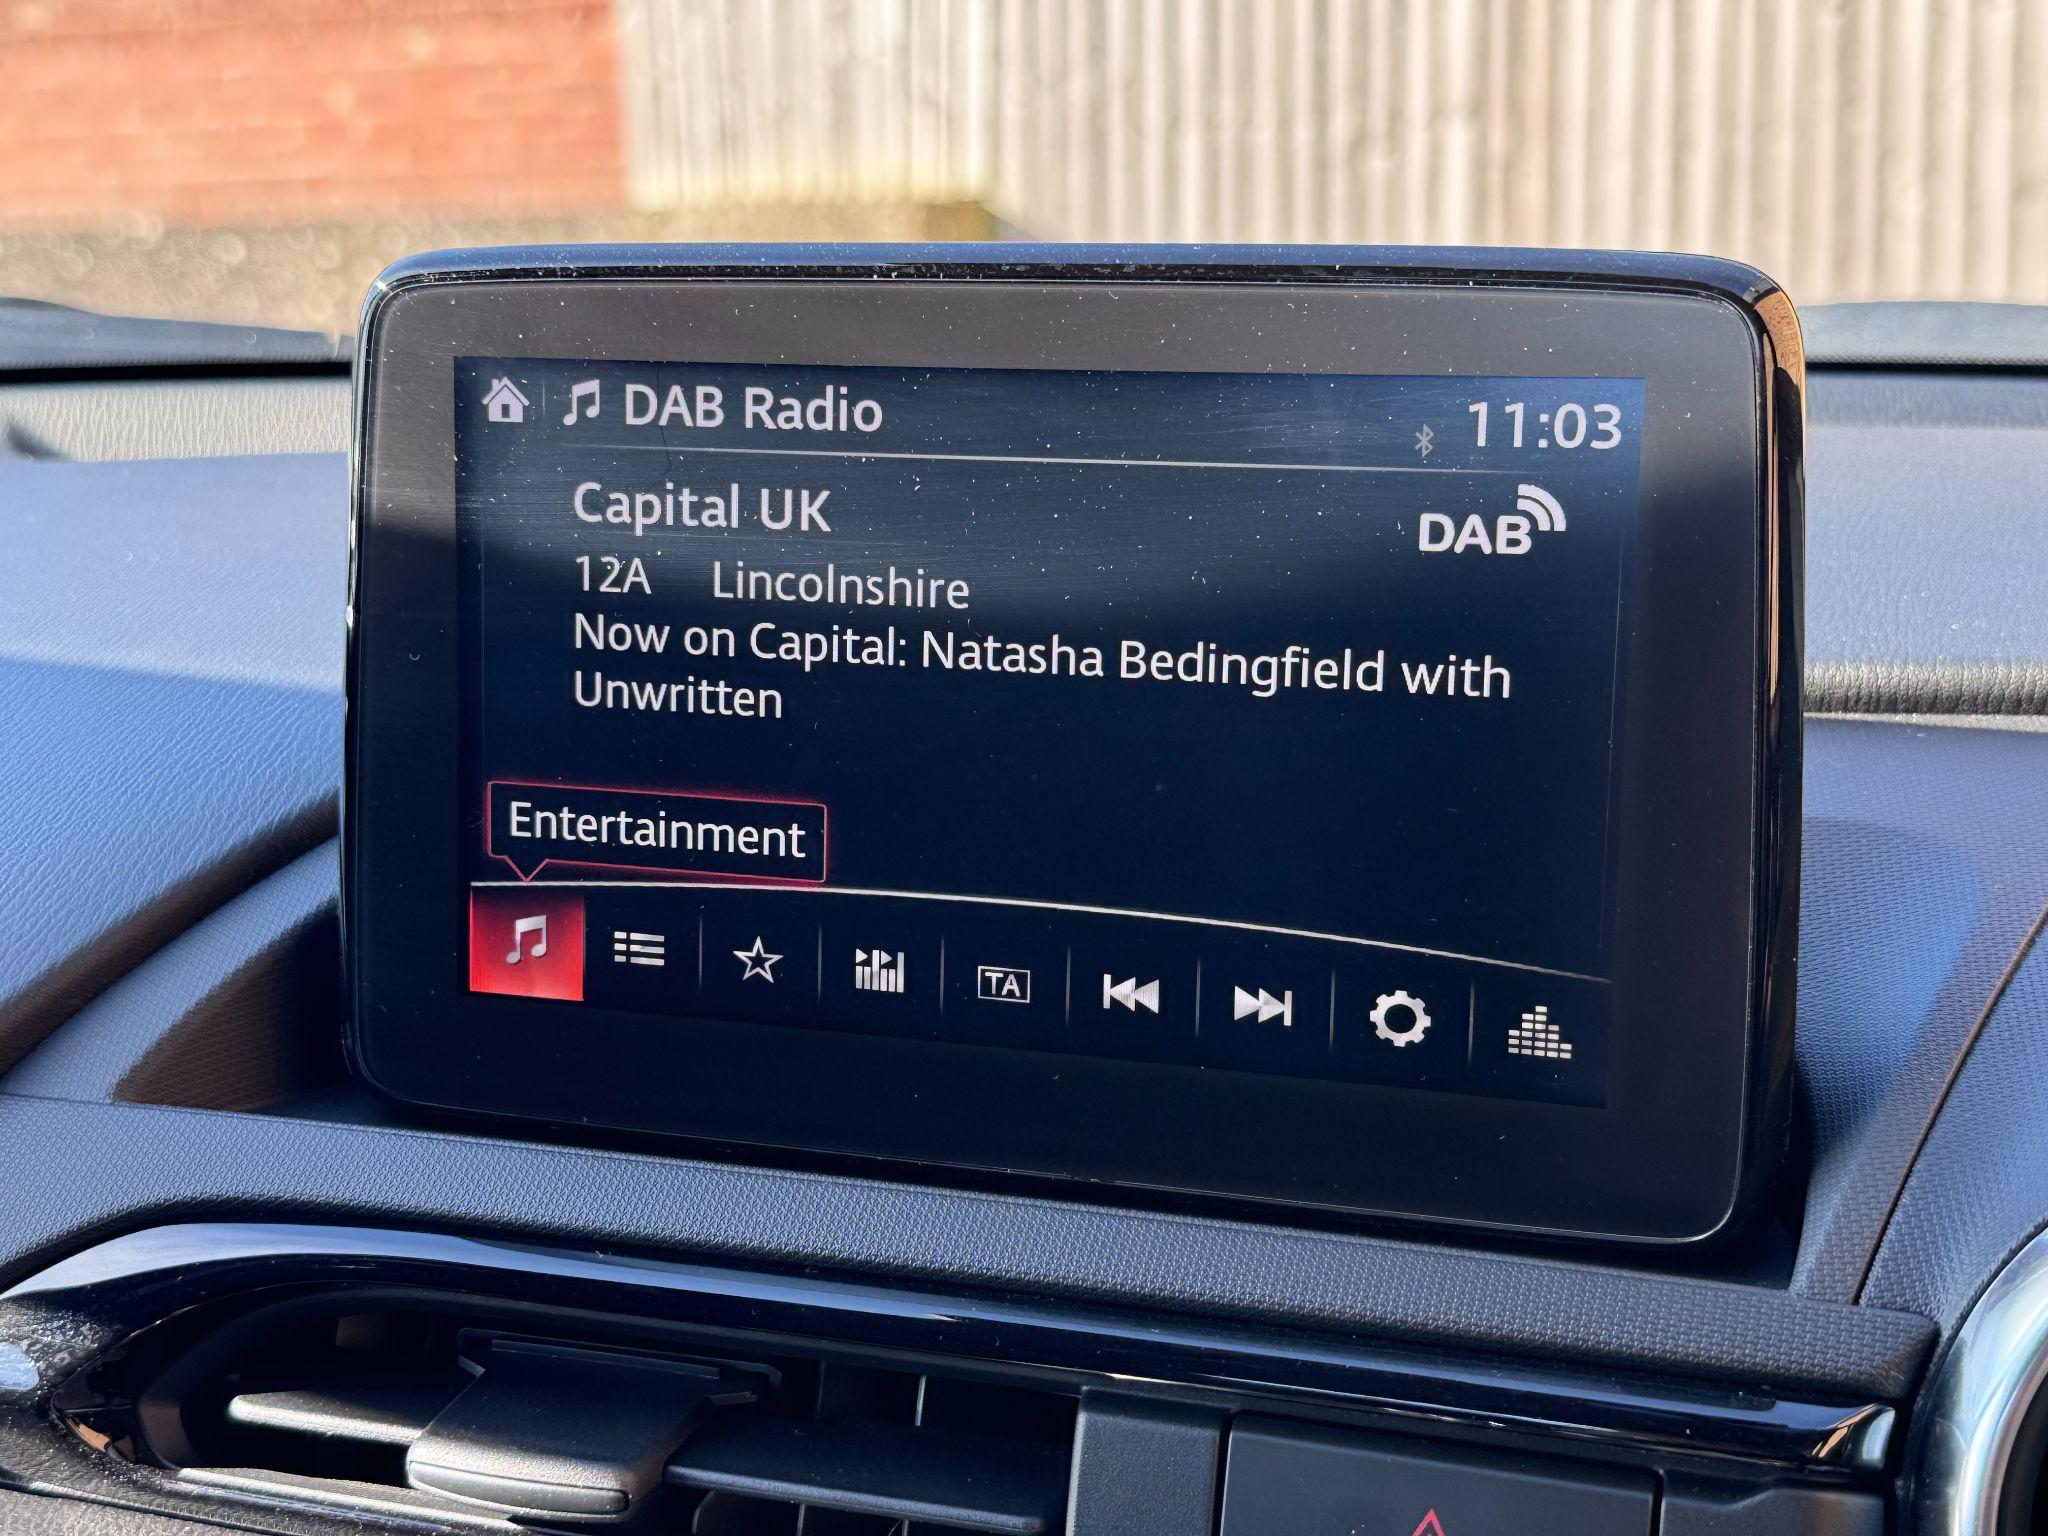 DAB Radio
11:03
Capital UK
DAB
12A Lincolnshire
Now on Capital: Natasha Bedingfield with
Unwritten
Entertainment
TA